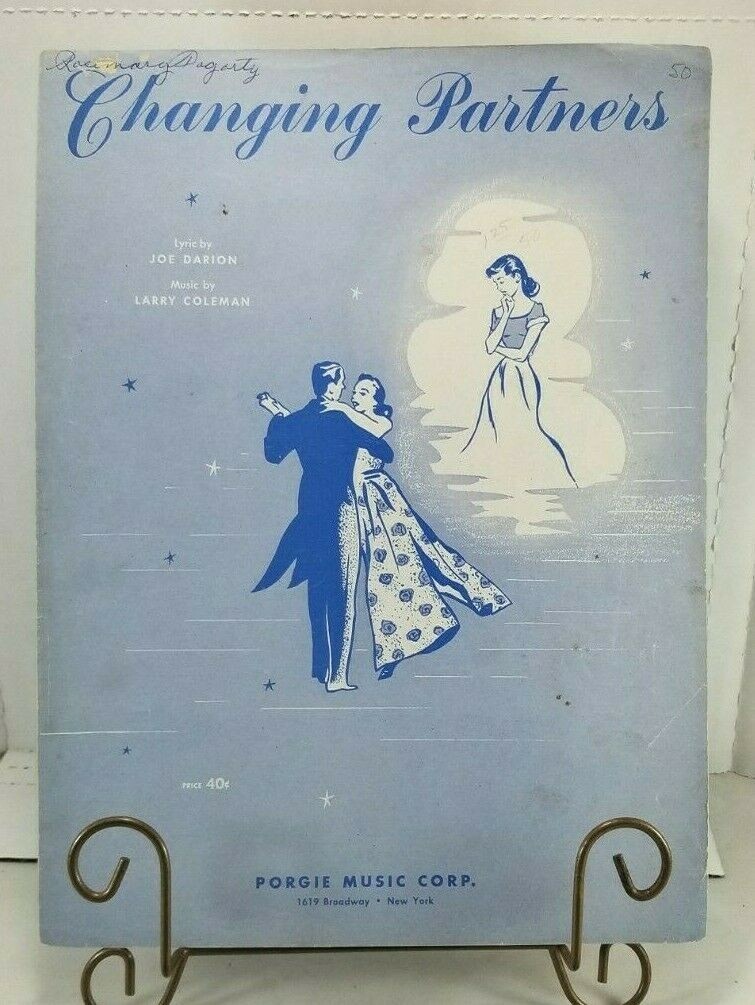 Rosemary Fogarty
50
Changing Partners
Lyric by
JOE DARION
Music by
LARRY COLEMAN
125
50
PRICE 40¢
PORGIE MUSIC CORP.
1619 Broadway • New York